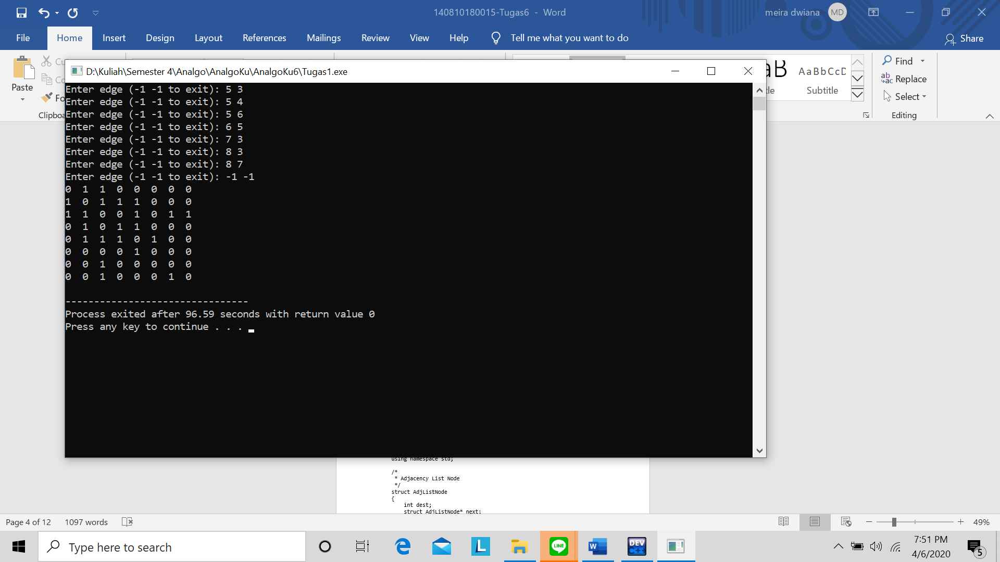 140810180015-Tugas6 - Word
meira dwiana
MD
File
Home
Insert
Design
Layout
References
Mailings
Review
View
Help
Tell me what you want to do
Share
Paste
Clipboa
Subtitle
AaBbCcD
Find
Replace
Select
Editing
D:\Kuliah\Semester 4\Analgo\AnalgoKu\AnalgoKu6\Tugas1.exe
Enter edge (-1 -1 to exit): 5 3
Enter edge (-1 -1 to exit): 5 4
Enter edge (-1 -1 to exit): 5 6
Enter edge (-1 -1 to exit): 6 5
Enter edge (-1 -1 to exit): 7 3
Enter edge (-1 -1 to exit): 8 3
Enter edge (-1 -1 to exit): 8 7
Enter edge (-1 -1 to exit): -1 -1
0 1 1 0 0 0 0 0
1 0 1 1 1 0 0 0
1 1 0 0 1 0 1 1
0 1 0 1 1 0 0 0
0 1 1 1 0 1 0 0
0 0 0 0 1 0 0 0
0 0 1 0 0 0 0 0
0 0 1 0 0 0 1 0
--------------------------------
Process exited after 96.59 seconds with return value 0
Press any key to continue . . .
using namespace std;
/*
* Adjacency List Node
*/
struct AdjListNode
{
int dest;
struct AdjListNode* next;
Page 4 of 12
1097 words
49%
Type here to search
7:51 PM
4/6/2020
5